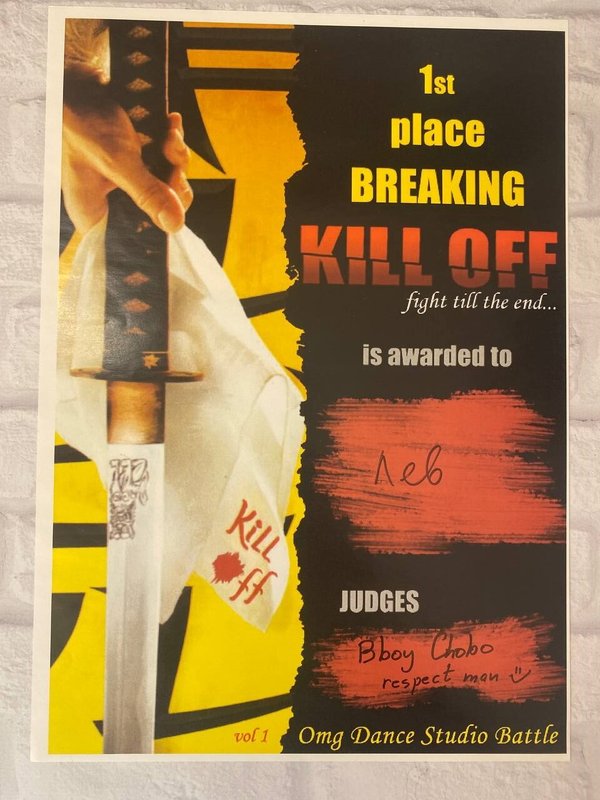 1st
place
BREAKING
KILL OFF
fight till the end...
is awarded to
Лев
Kill
off
JUDGES
Bboy Chobo
respect man
vol 1
Omg Dance Studio Battle